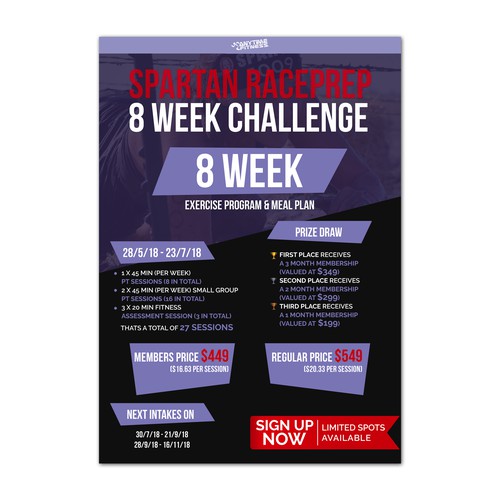 ANYTIME
FITNESS
SPARTAN RACEPREP
8 WEEK CHALLENGE
8 WEEK
EXERCISE PROGRAM & MEAL PLAN
PRIZE DRAW
FIRST PLACE RECEIVES
A 3 MONTH MEMBERSHIP
(VALUED AT $349)
SECOND PLACE RECEIVES
A 2 MONTH MEMBERSHIP
(VALUED AT $299)
THIRD PLACE RECEIVES
A 1 MONTH MEMBERSHIP
(VALUED AT $199)
28/5/18 - 23/7/18
1 X 45 MIN (PER WEEK)
PT SESSIONS (8 IN TOTAL)
2 X 45 MIN (PER WEEK) SMALL GROUP
PT SESSIONS (16 IN TOTAL)
3 X 20 MIN FITNESS
ASSESSMENT SESSION (3 IN TOTAL)
THATS A TOTAL OF 27 SESSIONS
MEMBERS PRICE $449
($16.63 PER SESSION)
REGULAR PRICE $549
($20.33 PER SESSION)
NEXT INTAKES ON
30/7/18 - 21/9/18
28/9/18 - 16/11/18
SIGN UP
NOW
LIMITED SPOTS
AVAILABLE